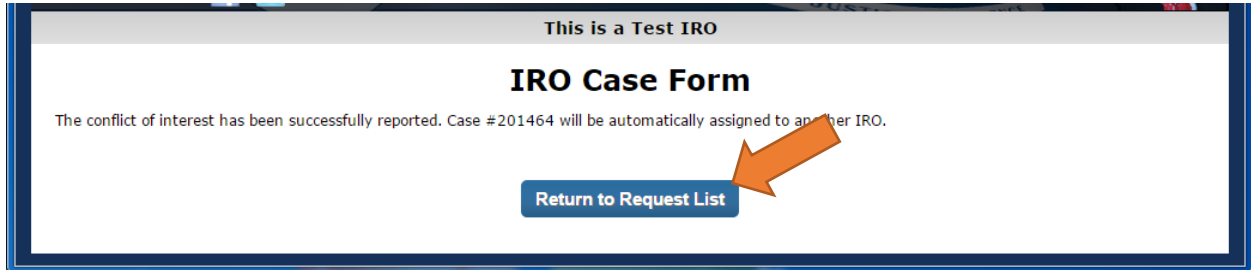 This is a Test IRO
IRO Case Form
The conflict of interest has been successfully reported. Case #201464 will be automatically assigned to another IRO.
Return to Request List